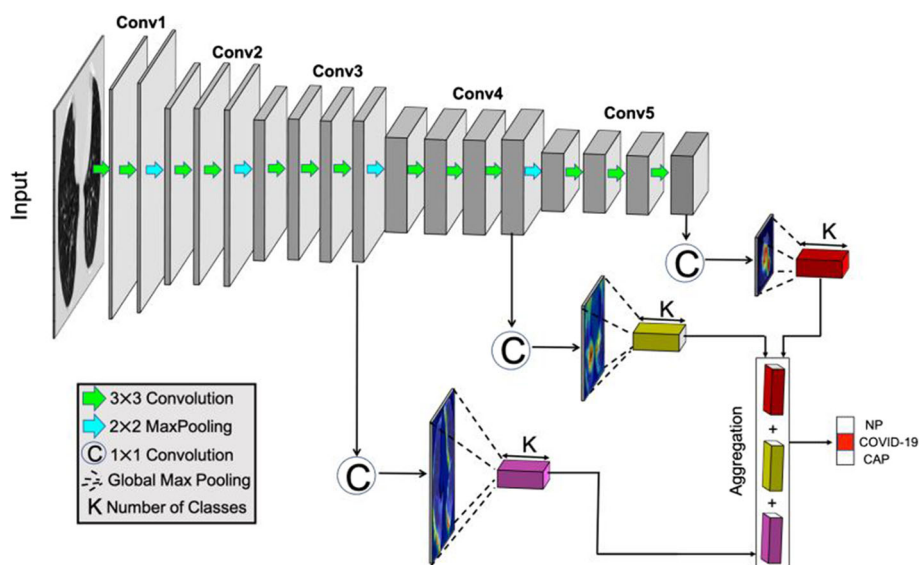 Conv1
Conv2
Conv3
Conv4
Conv5
Input
K
C
K
C
K
C
3×3 Convolution
2×2 MaxPooling
C 1×1 Convolution
Global Max Pooling
K Number of Classes
Aggregation
+
+
NP
COVID-19
CAP